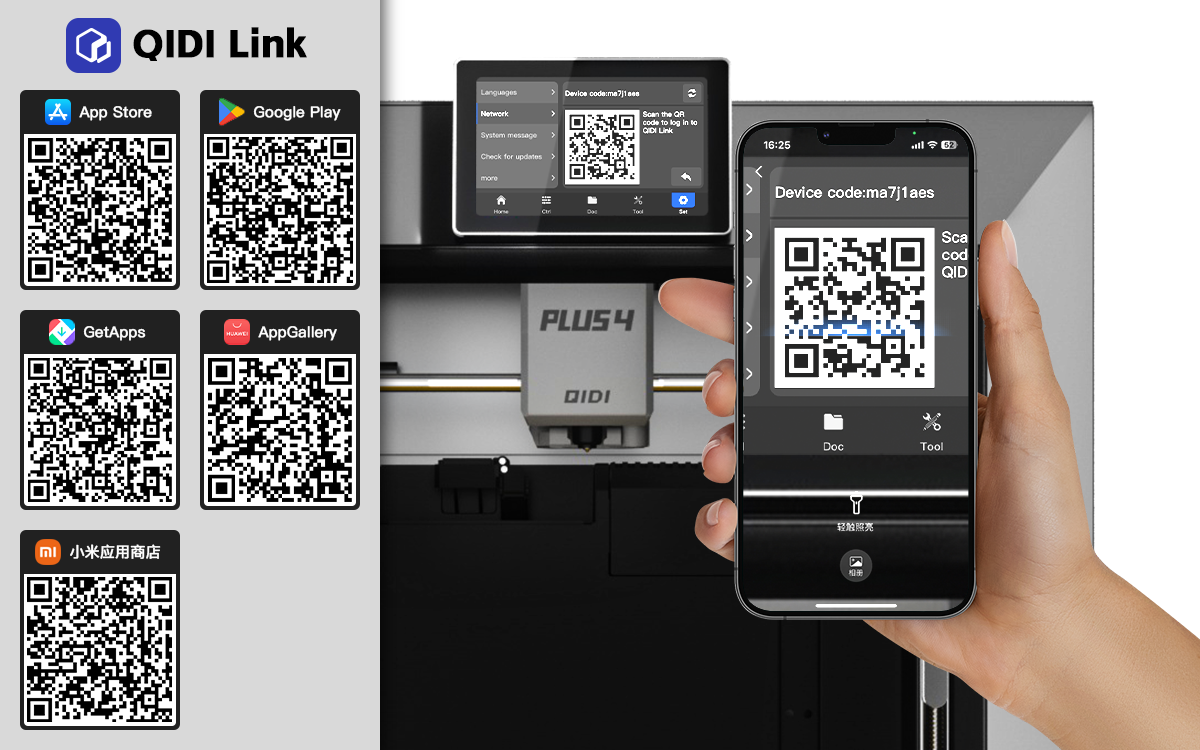 QIDI Link
App Store
Google Play
GetApps
HUAWEI
AppGallery
mi
小米应用商店
Languages
Network
System message
Check for updates
more
Device code:ma7j1aes
Scan the QR
code to log in to
QIDI Link
Home
Ctrl
Doc
Tool
Set
PLUS4
QIDI
16:25
52
Device code:ma7j1aes
Sca
cod
QID
Doc
Tool
轻触照亮
相册